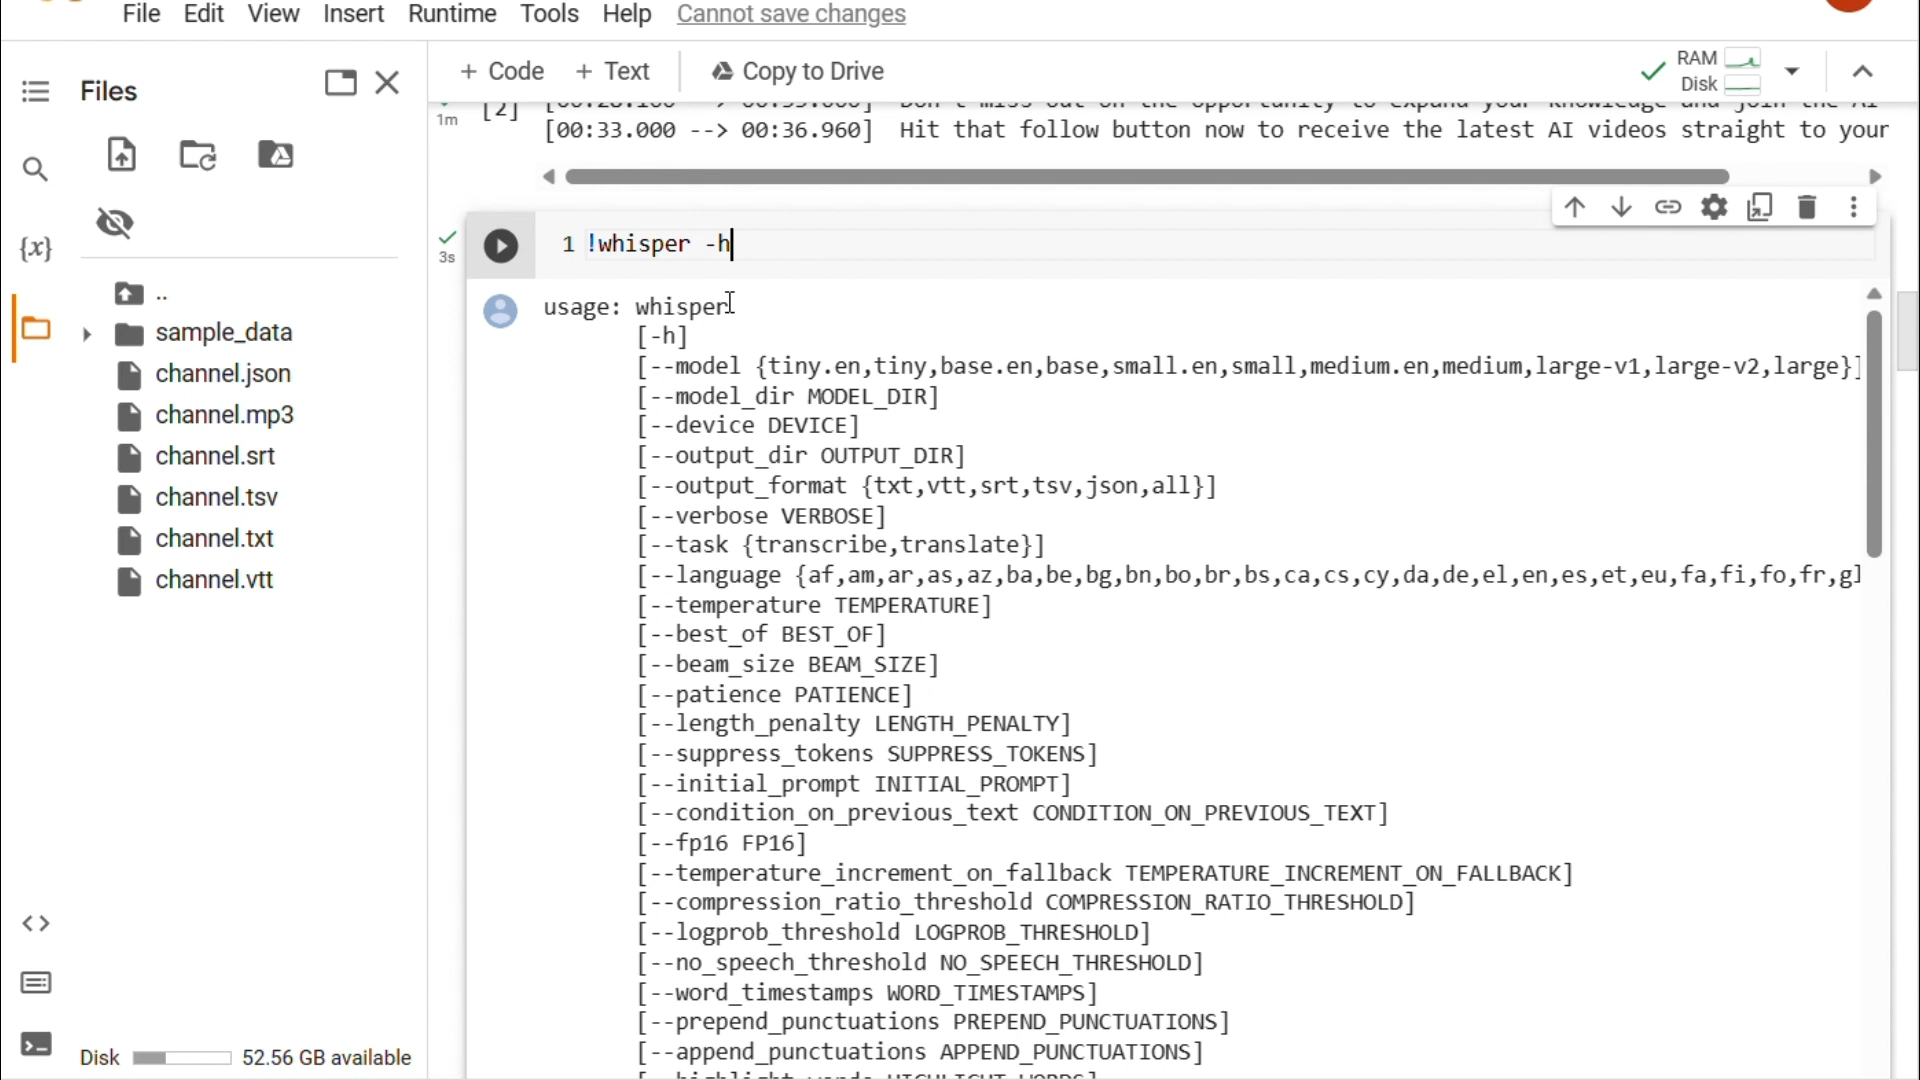 File Edit View Insert Runtime Tools Help Cannot save changes
Files
+ Code + Text Copy to Drive
RAM
Disk
1m
[2]
[00:33.000 --> 00:36.960] Hit that follow button now to receive the latest AI videos straight to your
{x}
3s
1 !whisper -h
..
sample_data
channel.json
channel.mp3
channel.srt
channel.tsv
channel.txt
channel.vtt
usage: whisper
[-h]
[--model {tiny.en,tiny,base.en,base,small.en,small,medium.en,medium,large-v1,large-v2,large}]
[--model_dir MODEL_DIR]
[--device DEVICE]
[--output_dir OUTPUT_DIR]
[--output_format {txt,vtt,srt,tsv,json,all}]
[--verbose VERBOSE]
[--task {transcribe,translate}]
[--language {af,am,ar,as,az,ba,be,bg,bn,bo,br,bs,ca,cs,cy,da,de,el,en,es,et,eu,fa,fi,fo,fr,gl
[--temperature TEMPERATURE]
[--best_of BEST_OF]
[--beam_size BEAM_SIZE]
[--patience PATIENCE]
[--length_penalty LENGTH_PENALTY]
[--suppress_tokens SUPPRESS_TOKENS]
[--initial_prompt INITIAL_PROMPT]
[--condition_on_previous_text CONDITION_ON_PREVIOUS_TEXT]
[--fp16 FP16]
[--temperature_increment_on_fallback TEMPERATURE_INCREMENT_ON_FALLBACK]
[--compression_ratio_threshold COMPRESSION_RATIO_THRESHOLD]
[--logprob_threshold LOGPROB_THRESHOLD]
[--no_speech_threshold NO_SPEECH_THRESHOLD]
[--word_timestamps WORD_TIMESTAMPS]
[--prepend_punctuations PREPEND_PUNCTUATIONS]
[--append_punctuations APPEND_PUNCTUATIONS]
Disk 52.56 GB available